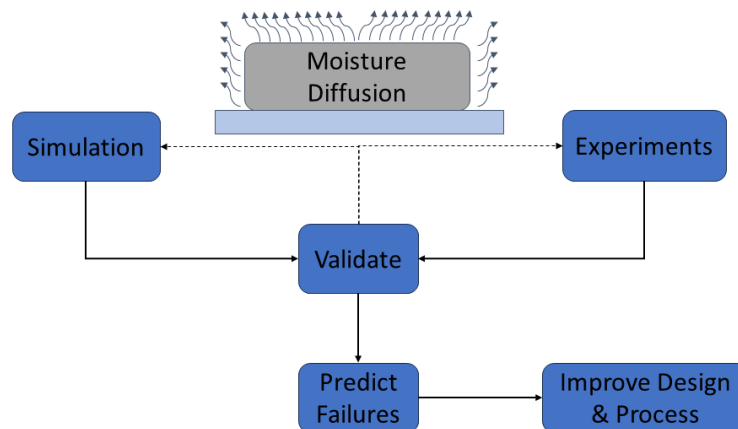 Moisture
Diffusion
Simulation
Experiments
Validate
Predict
Failures
Improve Design
& Process